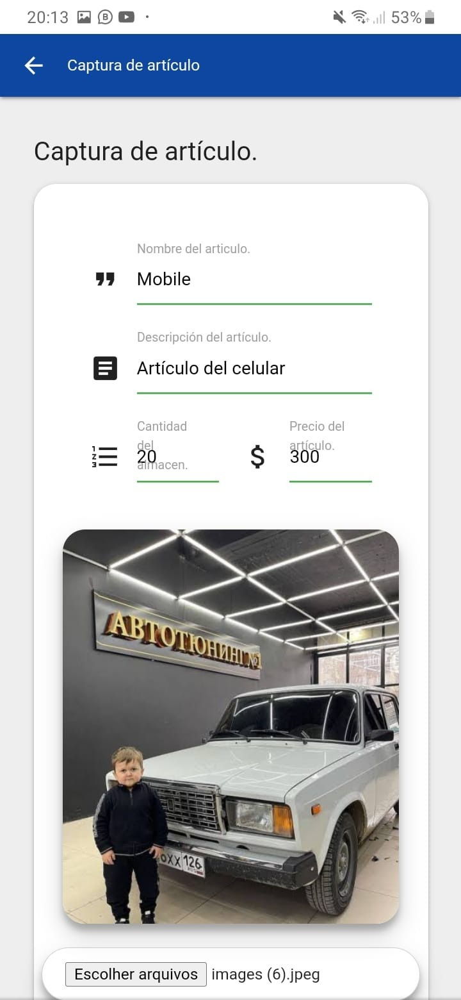 20:13 53%
Captura de artículo
Captura de artículo.
Nombre del articulo.
Mobile
Descripción del artículo.
Artículo del celular
Cantidad
del
almacen.
20
Precio del
artículo.
300
АВТОТЮНИНГ №1
ОХХ 126
RUS
Escolher arquivos images (6).jpeg